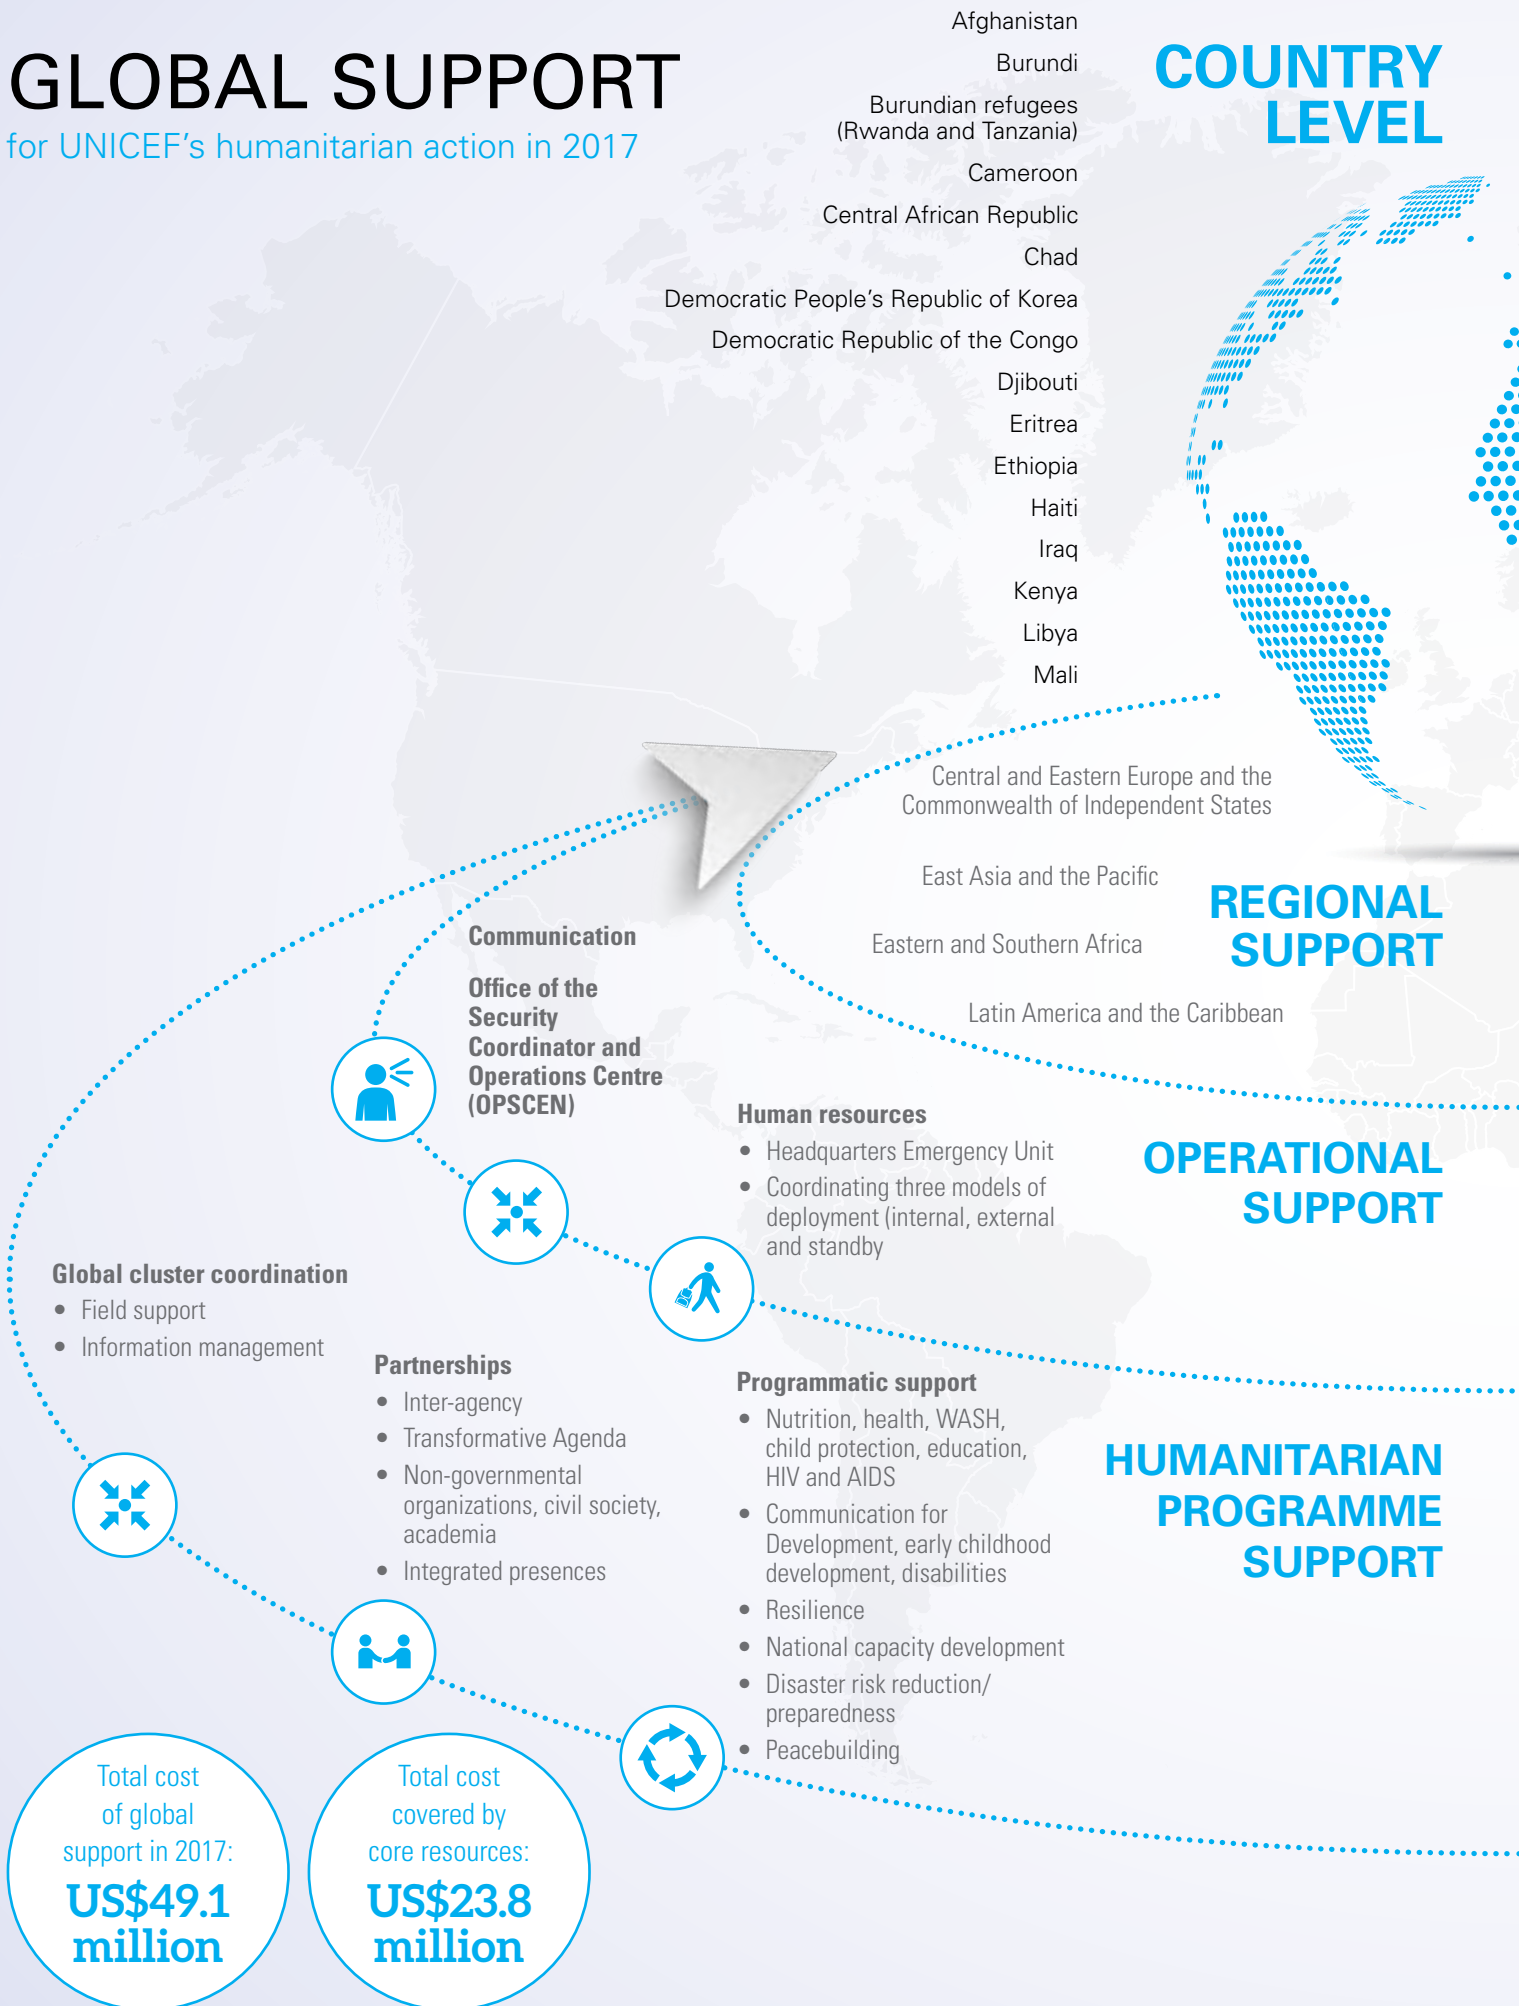 GLOBAL SUPPORT
for UNICEF's humanitarian action in 2017
Afghanistan
Burundi
Burundian refugees
(Rwanda and Tanzania)
Cameroon
Central African Republic
Chad
Democratic People's Republic of Korea
Democratic Republic of the Congo
Djibouti
Eritrea
Ethiopia
Haiti
Iraq
Kenya
Libya
Mali
COUNTRY
LEVEL
Central and Eastern Europe and the
Commonwealth of Independent States
East Asia and the Pacific
Eastern and Southern Africa
Latin America and the Caribbean
REGIONAL
SUPPORT
Communication
Office of the
Security
Coordinator and
Operations Centre
(OPSCEN)
Human resources
• Headquarters Emergency Unit
• Coordinating three models of
deployment (internal, external
and standby
OPERATIONAL
SUPPORT
Global cluster coordination
• Field support
• Information management
Partnerships
• Inter-agency
• Transformative Agenda
• Non-governmental
organizations, civil society,
academia
• Integrated presences
Programmatic support
• Nutrition, health, WASH,
child protection, education,
HIV and AIDS
• Communication for
Development, early childhood
development, disabilities
• Resilience
• National capacity development
• Disaster risk reduction/
preparedness
• Peacebuilding
HUMANITARIAN
PROGRAMME
SUPPORT
Total cost
of global
support in 2017:
US$49.1
million
Total cost
covered by
core resources:
US$23.8
million